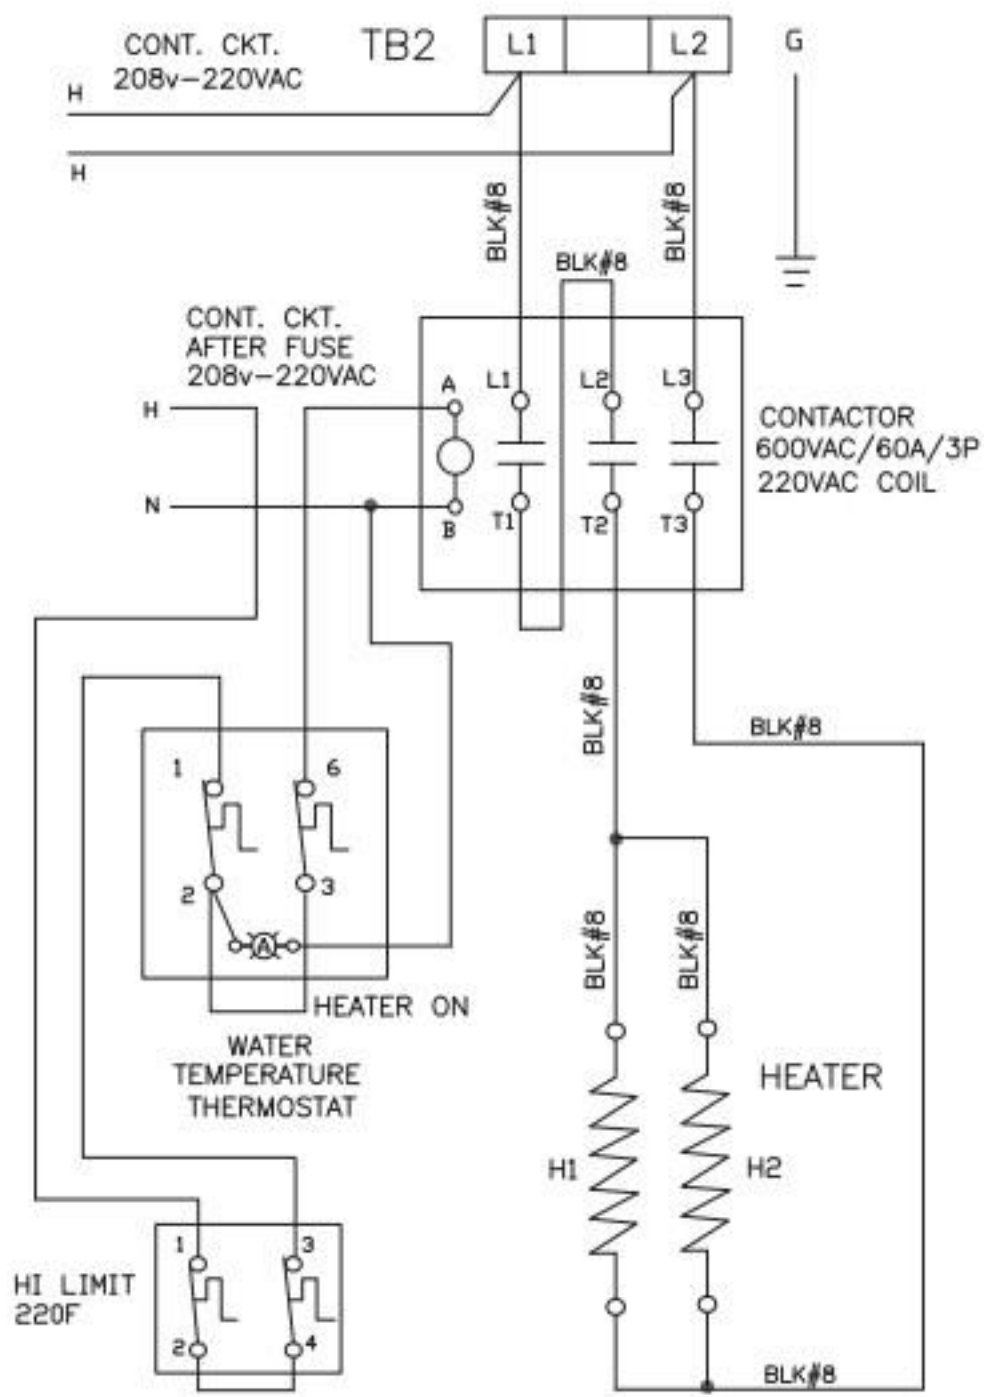 CONT. CKT.
208v-220VAC
TB2
L1
L2
G
H
H
BLK#8
BLK#8
BLK#8
CONT. CKT.
AFTER FUSE
208v-220VAC
H
N
A
B
L1
L2
L3
T1
T2
T3
CONTACTOR
600VAC/60A/3P
220VAC COIL
BLK#8
BLK#8
1
6
2
3
A
HEATER ON
WATER
TEMPERATURE
THERMOSTAT
BLK#8
BLK#8
HEATER
H1
H2
HI LIMIT
220F
1
3
2
4
BLK#8